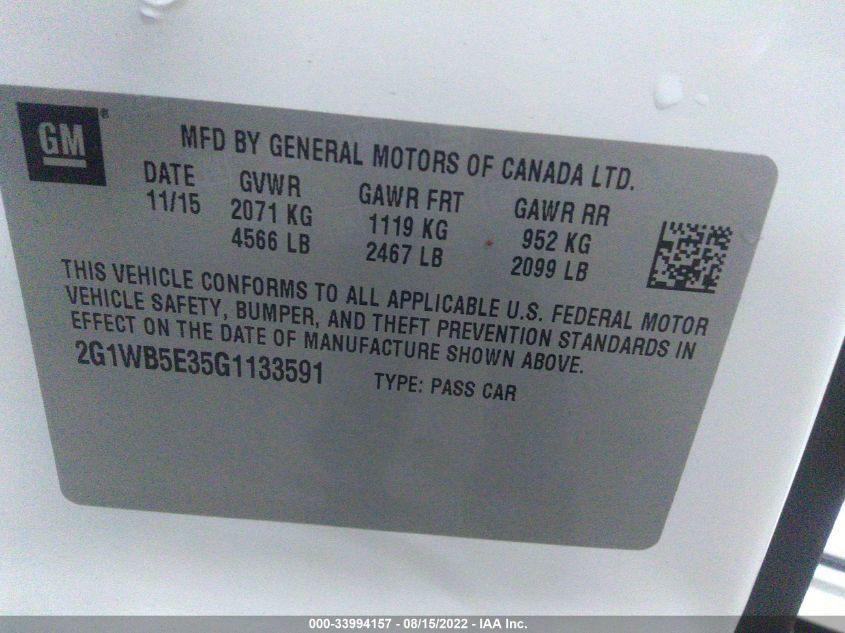 GM®
MFD BY GENERAL MOTORS OF CANADA LTD.
DATE GVWR GAWR FRT GAWR RR
11/15 2071 KG 1119 KG 952 KG
4566 LB 2467 LB 2099 LB
THIS VEHICLE CONFORMS TO ALL APPLICABLE U.S. FEDERAL MOTOR
VEHICLE SAFETY, BUMPER, AND THEFT PREVENTION STANDARDS IN
EFFECT ON THE DATE OF MANUFACTURE SHOWN ABOVE.
2G1WB5E35G1133591 TYPE: PASS CAR
000-33994157 - 08/15/2022 - IAA Inc.